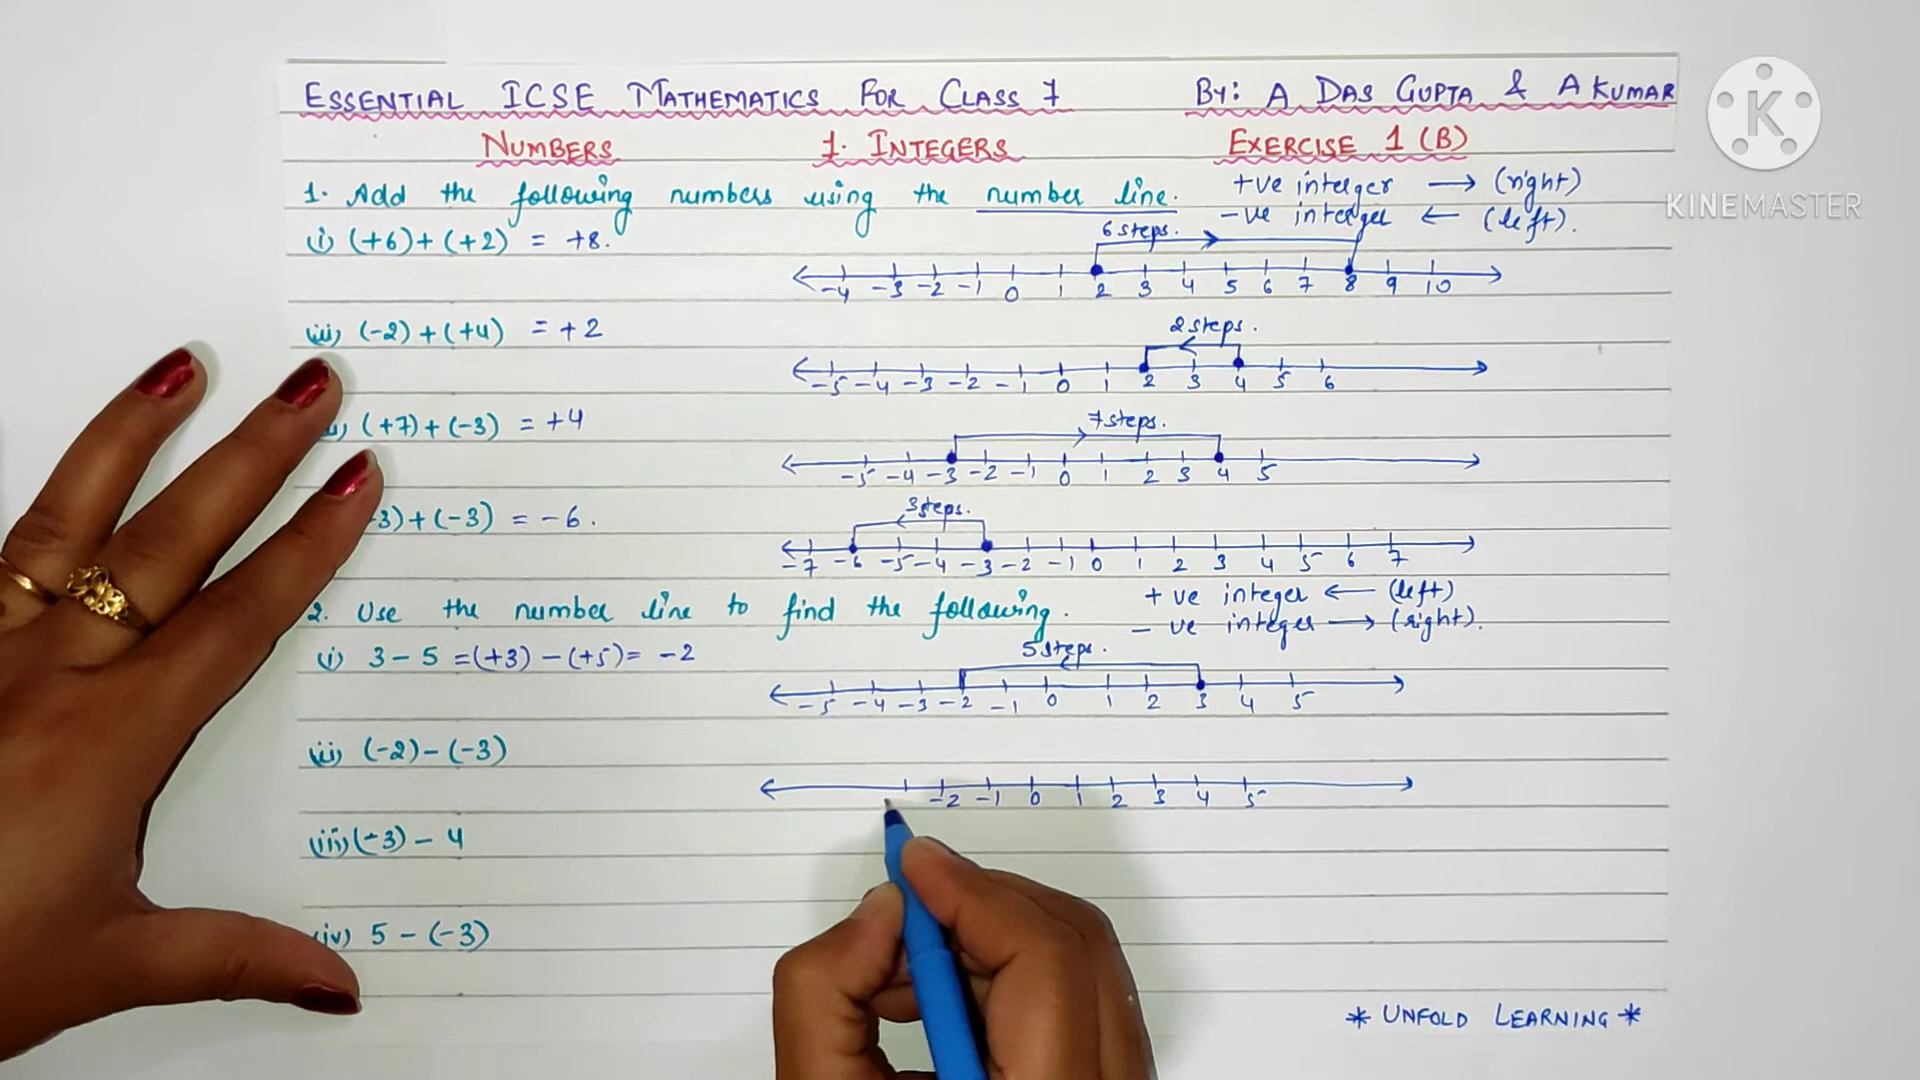 ESSENTIAL ICSE MATHEMATICS FOR CLASS 7 BY: A DAS GUPTA & A KUMAR
K
KINEMASTER
NUMBERS 1. INTEGERS EXERCISE 1 (B)
1. Add the following numbers using the number line. +ve interger → (right)
-ve interger ← (left).
(i) (+6)+(+2) = +8. 6 steps.
-4 -3 -2 -1 0 1 2 3 4 5 6 7 8 9 10
(ii) (-2)+(+4) = +2 2 steps.
-5 -4 -3 -2 -1 0 1 2 3 4 5 6
(+7)+(-3) = +4 7 steps.
-5 -4 -3 -2 -1 0 1 2 3 4 5
3)+(-3) = -6. 3 steps.
-7 -6 -5 -4 -3 -2 -1 0 1 2 3 4 5 6 7
2. Use the number line to find the following. +ve integer ← (left)
-ve integer → (right).
(i) 3-5 =(+3)-(+5)= -2 5 steps.
-5 -4 -3 -2 -1 0 1 2 3 4 5
(ii) (-2)-(-3)
-2 -1 0 1 2 3 4 5
(iii) (-3) - 4
(iv) 5 - (-3)
* UNFOLD LEARNING *